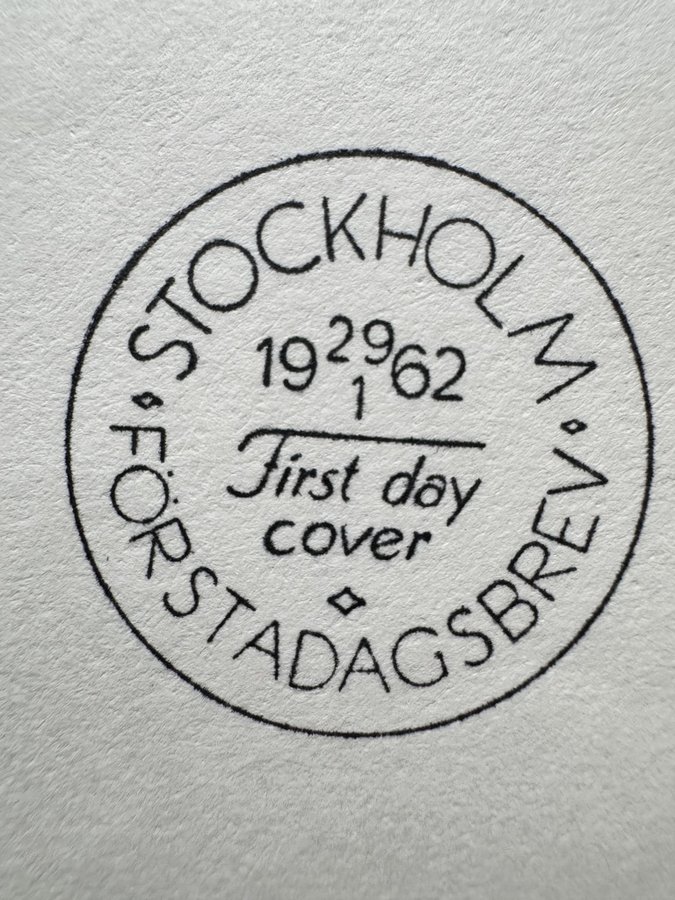 STOCKHOLM
19 29 62
1
First day
cover
FÖRSTADAGSBREV